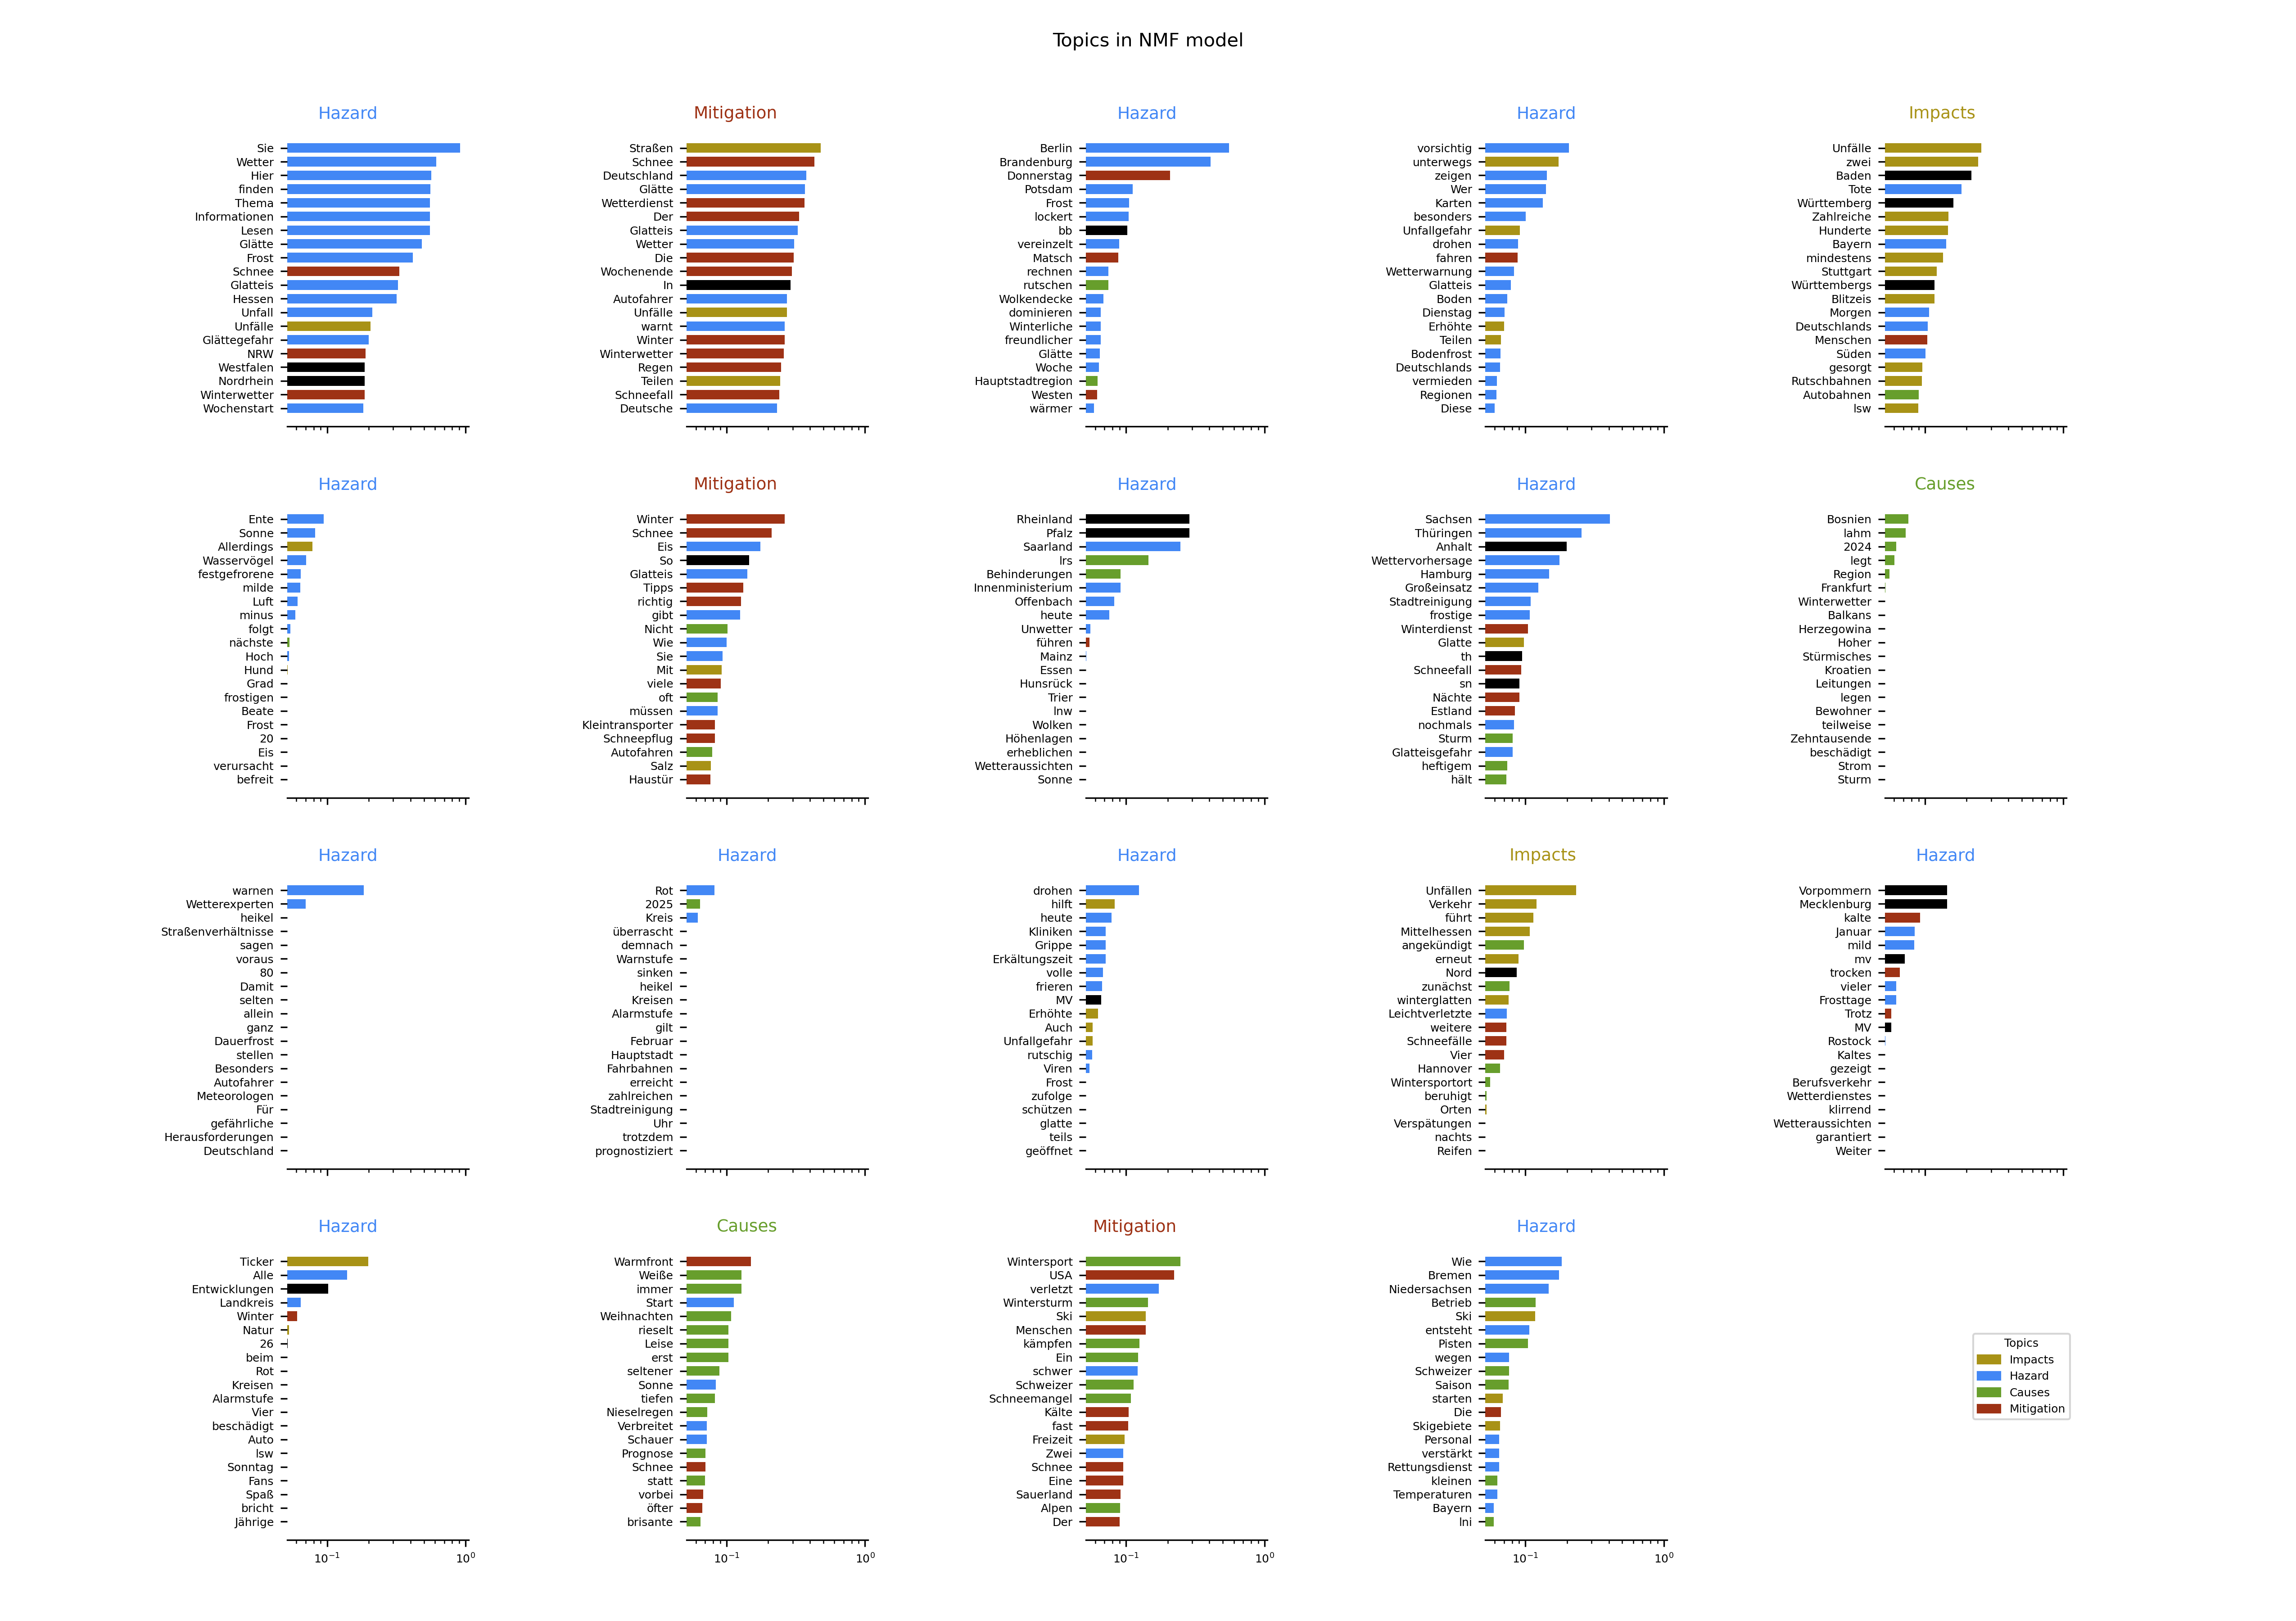 Topics in NMF model
Hazard
Sie
Wetter
Hier
finden
Thema
Informationen
Lesen
Glätte
Frost
Schnee
Glatteis
Hessen
Unfall
Unfälle
Glättegefahr
NRW
Westfalen
Nordrhein
Winterwetter
Wochenstart
Mitigation
Straßen
Schnee
Deutschland
Glätte
Wetterdienst
Der
Glatteis
Wetter
Die
Wochenende
In
Autofahrer
Unfälle
warnt
Winter
Winterwetter
Regen
Teilen
Schneefall
Deutsche
Hazard
Berlin
Brandenburg
Donnerstag
Potsdam
Frost
lockert
bb
vereinzelt
Matsch
rechnen
rutschen
Wolkendecke
dominieren
Winterliche
freundlicher
Glätte
Woche
Hauptstadtregion
Westen
wärmer
Hazard
vorsichtig
unterwegs
zeigen
Wer
Karten
besonders
Unfallgefahr
drohen
fahren
Wetterwarnung
Glatteis
Boden
Dienstag
Erhöhte
Teilen
Bodenfrost
Deutschlands
vermieden
Regionen
Diese
Impacts
Unfälle
zwei
Baden
Tote
Württemberg
Zahlreiche
Hunderte
Bayern
mindestens
Stuttgart
Württembergs
Blitzeis
Morgen
Deutschlands
Menschen
Süden
gesorgt
Rutschbahnen
Autobahnen
lsw
Hazard
Ente
Sonne
Allerdings
Wasservögel
festgefrorene
milde
Luft
minus
folgt
nächste
Hoch
Hund
Grad
frostigen
Beate
Frost
20
Eis
verursacht
befreit
Mitigation
Winter
Schnee
Eis
So
Glatteis
Tipps
richtig
gibt
Nicht
Wie
Sie
Mit
viele
oft
müssen
Kleintransporter
Schneepflug
Autofahren
Salz
Haustür
Hazard
Rheinland
Pfalz
Saarland
lrs
Behinderungen
Innenministerium
Offenbach
heute
Unwetter
führen
Mainz
Essen
Hunsrück
Trier
lnw
Wolken
Höhenlagen
erheblichen
Wetteraussichten
Sonne
Hazard
Sachsen
Thüringen
Anhalt
Wettervorhersage
Hamburg
Großeinsatz
Stadtreinigung
frostige
Winterdienst
Glatte
th
Schneefall
sn
Nächte
Estland
nochmals
Sturm
Glatteisgefahr
heftigem
hält
Causes
Bosnien
lahm
2024
legt
Region
Frankfurt
Winterwetter
Balkans
Herzegowina
Hoher
Stürmisches
Kroatien
Leitungen
legen
Bewohner
teilweise
Zehntausende
beschädigt
Strom
Sturm
Hazard
warnen
Wetterexperten
heikel
Straßenverhältnisse
sagen
voraus
80
Damit
selten
allein
ganz
Dauerfrost
stellen
Besonders
Autofahrer
Meteorologen
Für
gefährliche
Herausforderungen
Deutschland
Hazard
Rot
2025
Kreis
überrascht
demnach
Warnstufe
sinken
heikel
Kreisen
Alarmstufe
gilt
Februar
Hauptstadt
Fahrbahnen
erreicht
zahlreichen
Stadtreinigung
Uhr
trotzdem
prognostiziert
Hazard
drohen
hilft
heute
Kliniken
Grippe
Erkältungszeit
volle
frieren
MV
Erhöhte
Auch
Unfallgefahr
rutschig
Viren
Frost
zufolge
schützen
glatte
teils
geöffnet
Impacts
Unfällen
Verkehr
führt
Mittelhessen
angekündigt
erneut
Nord
zunächst
winterglatten
Leichtverletzte
weitere
Schneefälle
Vier
Hannover
Wintersportort
beruhigt
Orten
Verspätungen
nachts
Reifen
Hazard
Vorpommern
Mecklenburg
kalte
Januar
mild
mv
trocken
vieler
Frosttage
Trotz
MV
Rostock
Kaltes
gezeigt
Berufsverkehr
Wetterdienstes
klirrend
Wetteraussichten
garantiert
Weiter
Hazard
Ticker
Alle
Entwicklungen
Landkreis
Winter
Natur
26
beim
Rot
Kreisen
Alarmstufe
Vier
beschädigt
Auto
lsw
Sonntag
Fans
Spaß
bricht
Jährige
10⁻¹ 10⁰
Causes
Warmfront
Weiße
immer
Start
Weihnachten
rieselt
Leise
erst
seltener
Sonne
tiefen
Nieselregen
Verbreitet
Schauer
Prognose
Schnee
statt
vorbei
öfter
brisante
10⁻¹ 10⁰
Mitigation
Wintersport
USA
verletzt
Wintersturm
Ski
Menschen
kämpfen
Ein
schwer
Schweizer
Schneemangel
Kälte
fast
Freizeit
Zwei
Schnee
Eine
Sauerland
Alpen
Der
10⁻¹ 10⁰
Hazard
Wie
Bremen
Niedersachsen
Betrieb
Ski
entsteht
Pisten
wegen
Schweizer
Saison
starten
Die
Skigebiete
Personal
verstärkt
Rettungsdienst
kleinen
Temperaturen
Bayern
Ini
10⁻¹ 10⁰
Topics
Impacts
Hazard
Causes
Mitigation